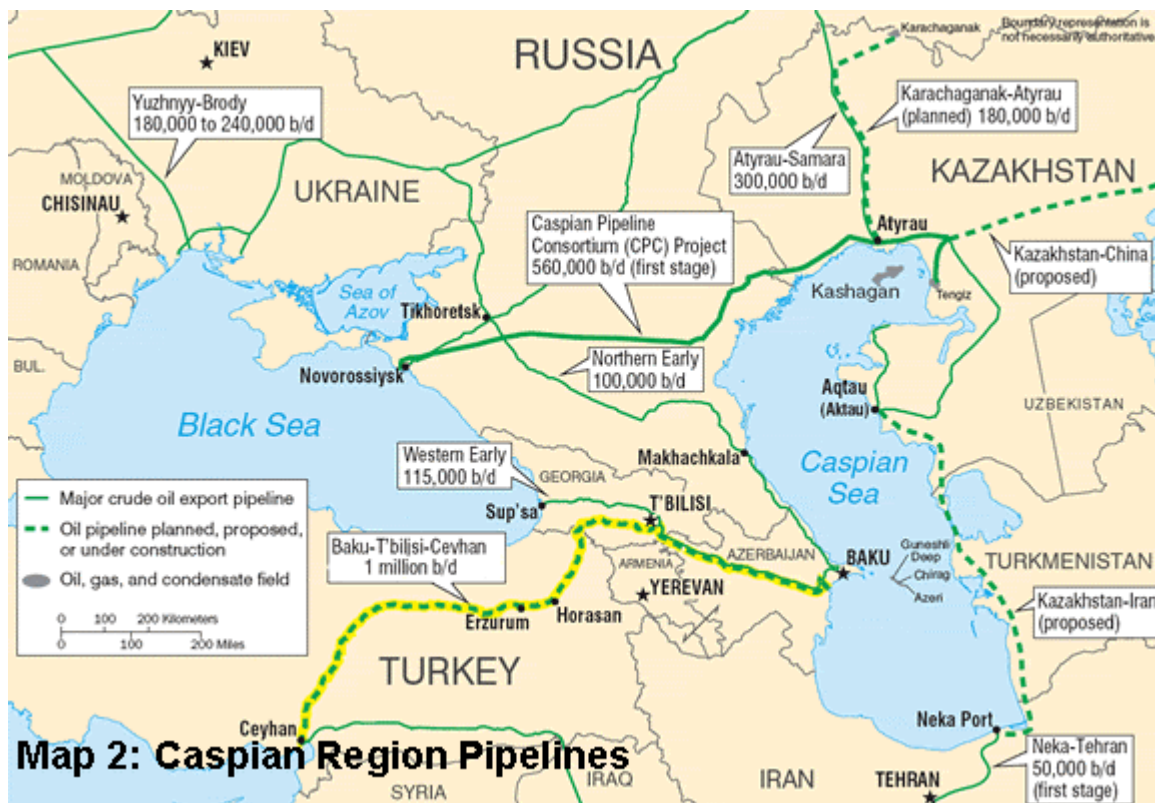 KIEV
RUSSIA
Karachaganak
Boundary representation is
not necessarily authoritative
Yuzhnyy-Brody
180,000 to 240,000 b/d
Karachaganak-Atyrau
(planned) 180,000 b/d
Atyrau-Samara
300,000 b/d
KAZAKHSTAN
MOLDOVA
CHISINAU
UKRAINE
Caspian Pipeline
Consortium (CPC) Project
560,000 b/d (first stage)
Atyrau
Kazakhstan-China
(proposed)
ROMANIA
Sea of
Azov
Kashagan
Tengiz
Tikhoretsk
BUL.
Novorossiysk
Northern Early
100,000 b/d
Aqtau
(Aktau)
UZBEKISTAN
Black Sea
Western Early
115,000 b/d
GEORGIA
Makhachkala
Caspian
Sea
Major crude oil export pipeline
Oil pipeline planned, proposed,
or under construction
Oil, gas, and condensate field
0 100 200 Kilometers
0 100 200 Miles
Sup'sa
T'BILISI
Baku-T'bilisi-Ceyhan
1 million b/d
ARMENIA
AZERBAIJAN
BAKU
Guneshli
Deep
Chirag
Azeri
TURKMENISTAN
YEREVAN
Erzurum
Horasan
Kazakhstan-Iran
(proposed)
TURKEY
Ceyhan
Neka Port
Map 2: Caspian Region Pipelines
Neka-Tehran
50,000 b/d
(first stage)
SYRIA
IRAQ
IRAN
TEHRAN